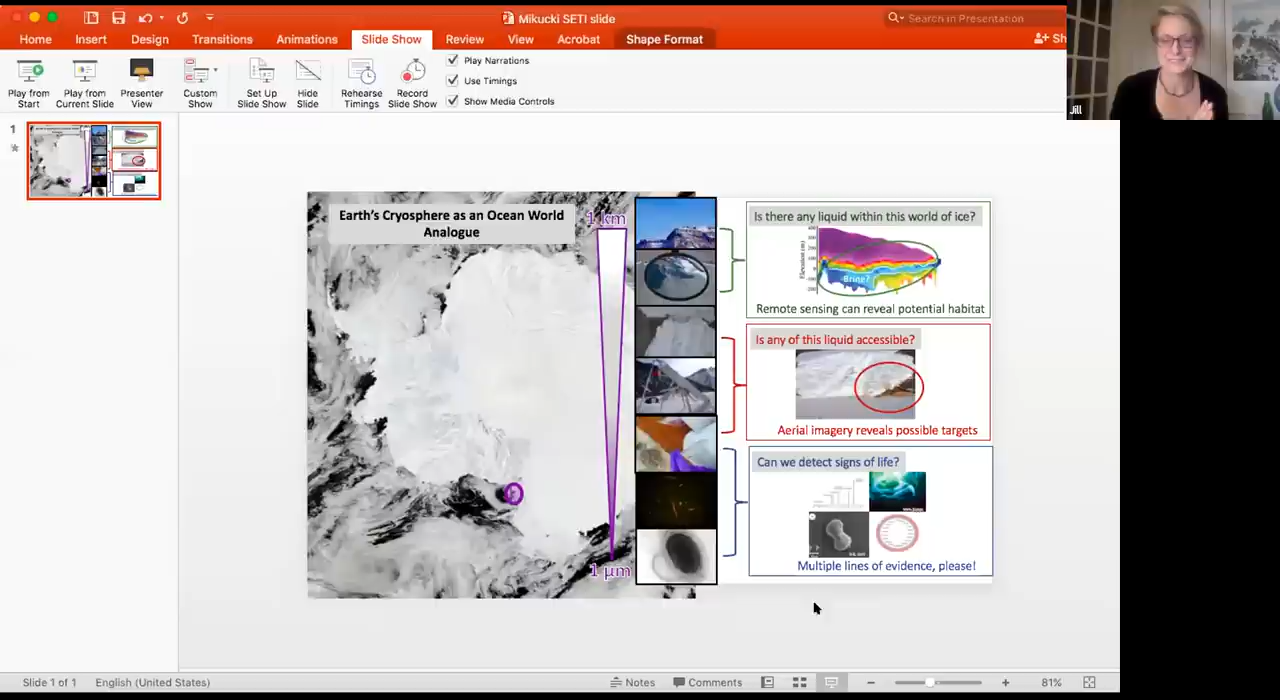 Mikucki SETI slide
Search in Presentation
Home Insert Design Transitions Animations Slide Show Review View Acrobat Shape Format
Play from Start
Play from Current Slide
Presenter View
Custom Show
Set Up Slide Show
Hide Slide
Rehearse Timings
Record Slide Show
Play Narrations
Use Timings
Show Media Controls
Jill
1
Earth's Cryosphere as an Ocean World
Analogue
1 km
1 µm
Is there any liquid within this world of ice?
Elevation (m)
Brine?
Remote sensing can reveal potential habitat
Is any of this liquid accessible?
Aerial imagery reveals possible targets
Can we detect signs of life?
Multiple lines of evidence, please!
Slide 1 of 1 English (United States) Notes Comments 81%